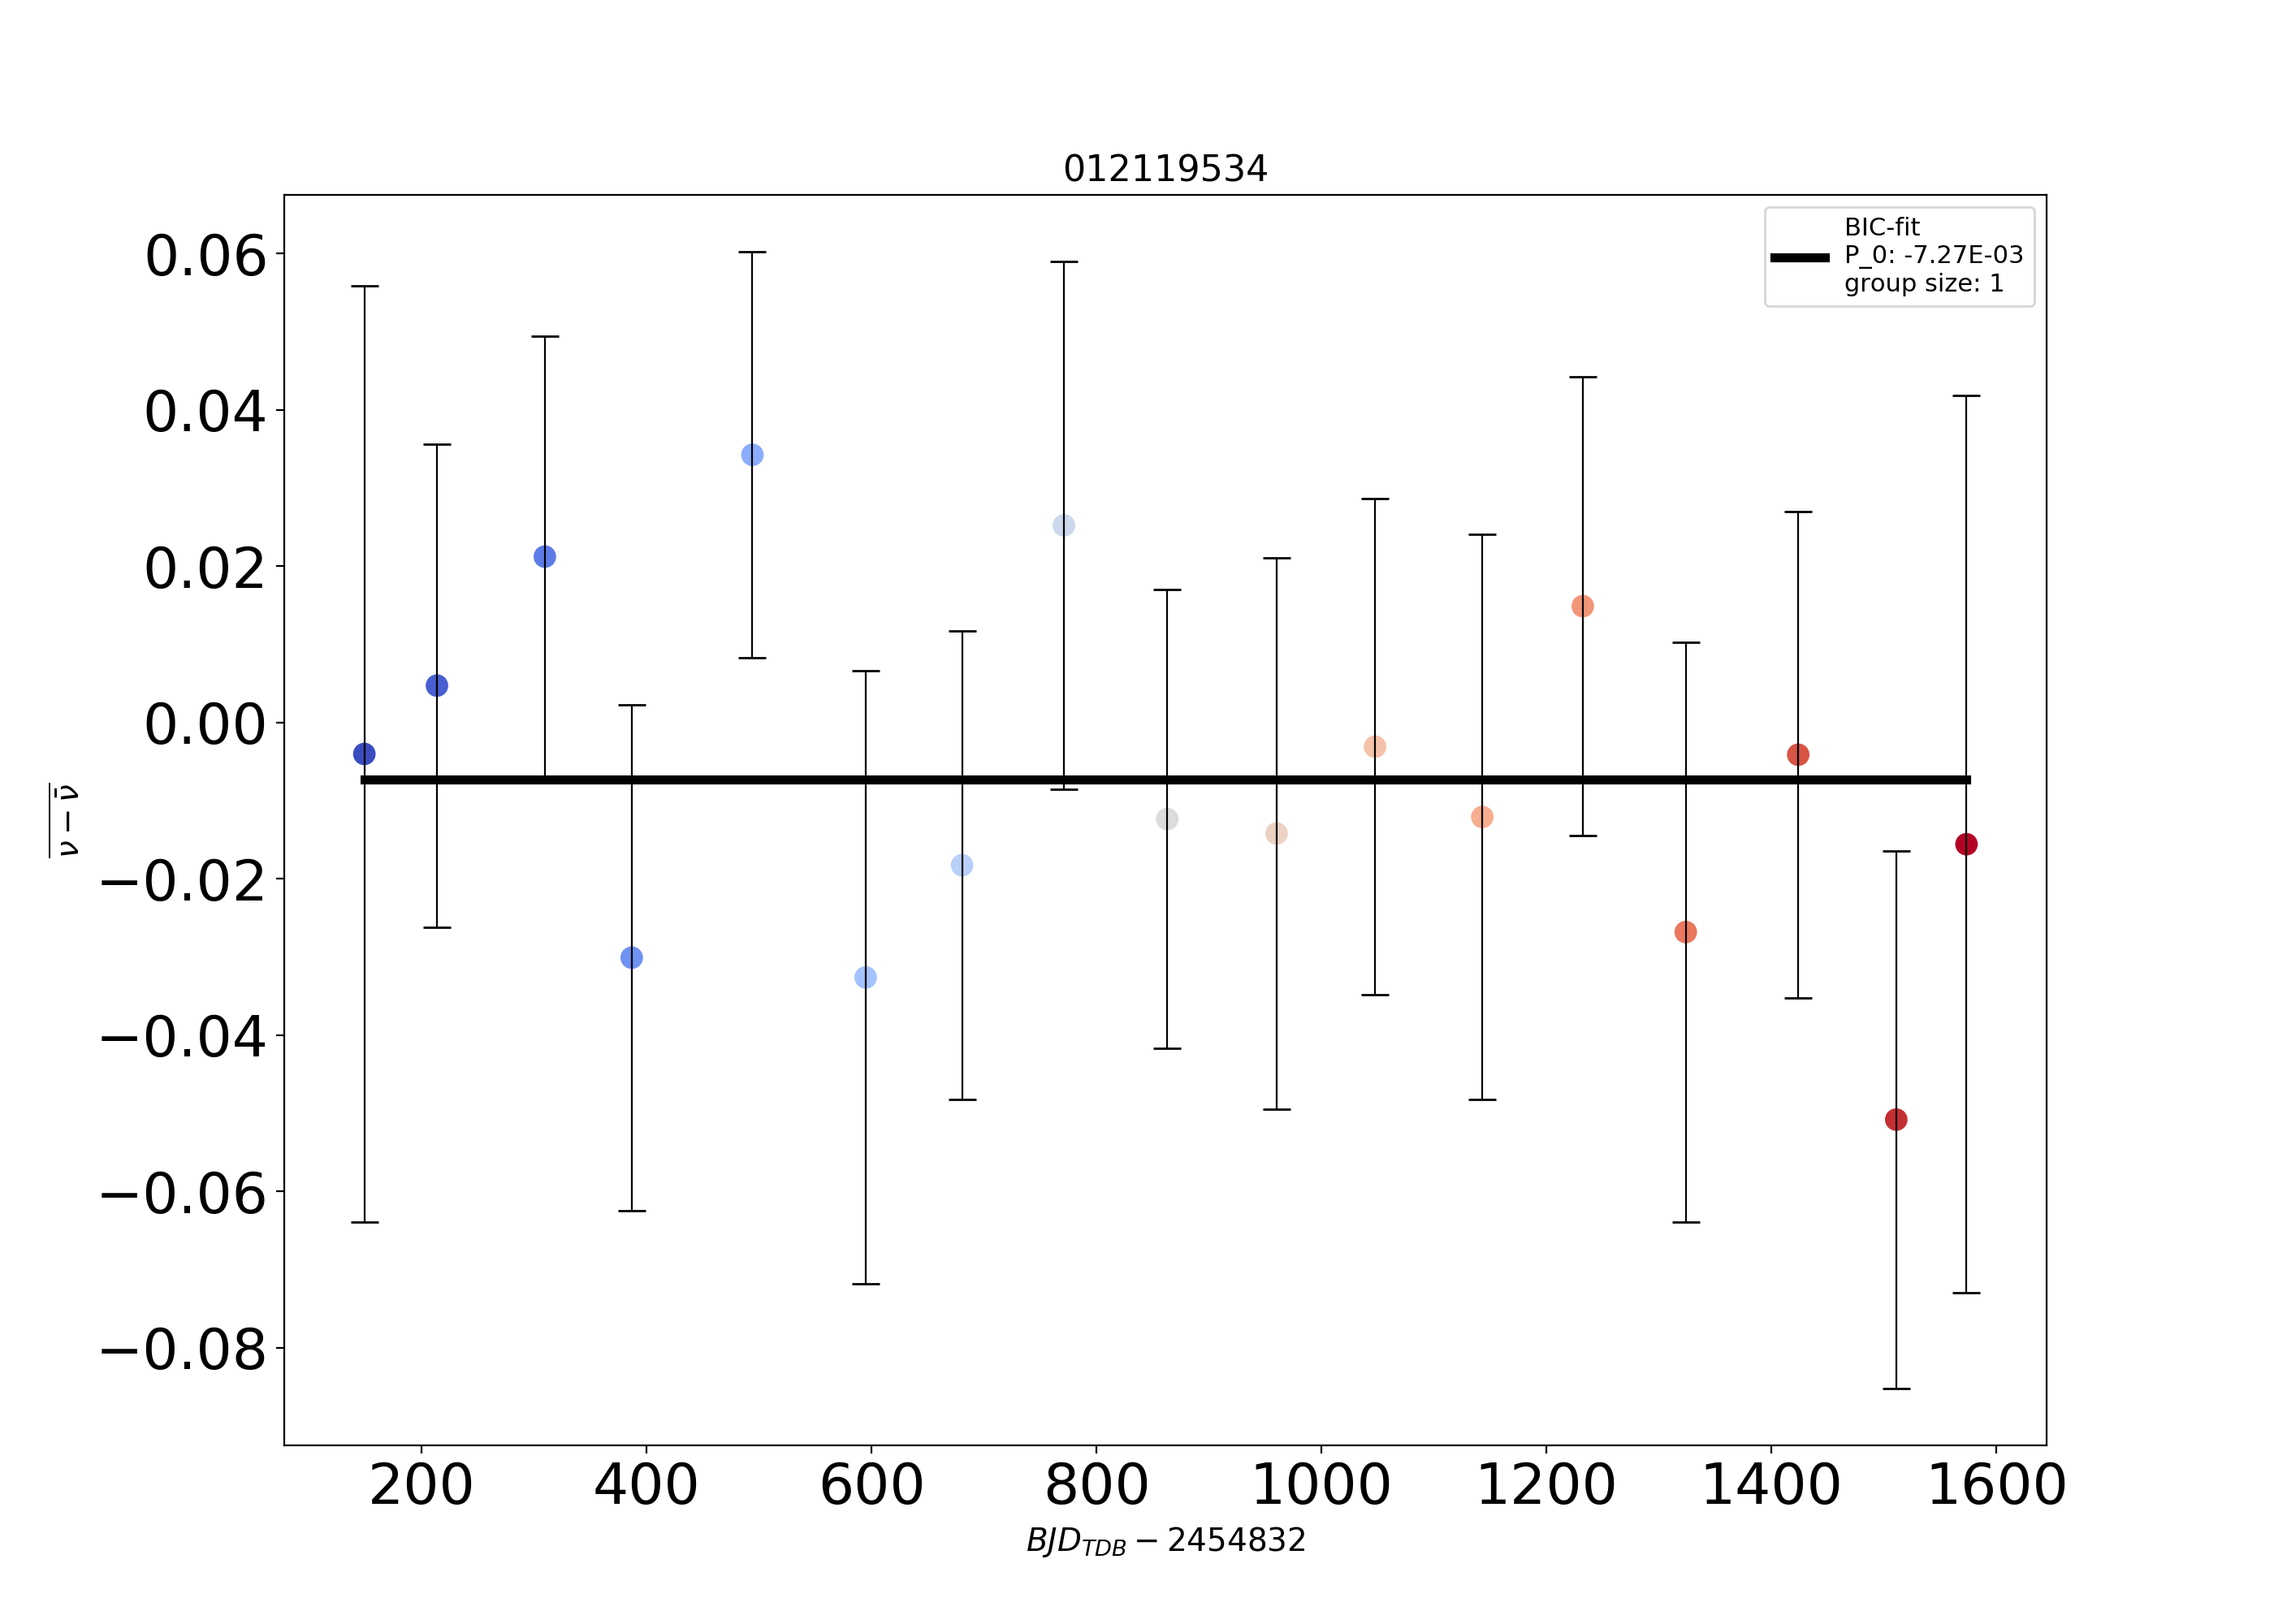 012119534
BIC-fit
P_0: -7.27E-03
group size: 1
0.06
0.04
0.02
0.00
−0.02
−0.04
−0.06
−0.08
ν − ν̄
200 400 600 800 1000 1200 1400 1600
BJD_TDB − 2454832